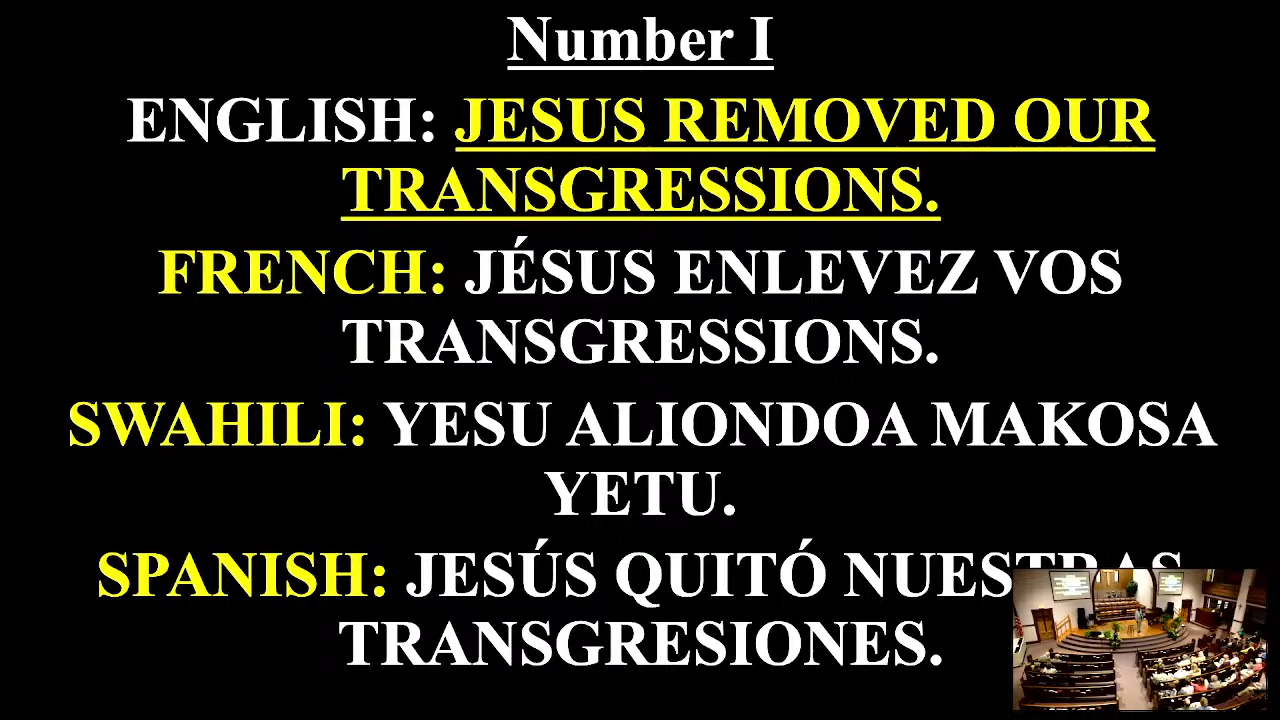 Number I
ENGLISH: JESUS REMOVED OUR
TRANSGRESSIONS.
FRENCH: JÉSUS ENLEVEZ VOS
TRANSGRESSIONS.
SWAHILI: YESU ALIONDOA MAKOSA
YETU.
SPANISH: JESÚS QUITÓ NUESTRAS
TRANSGRESIONES.